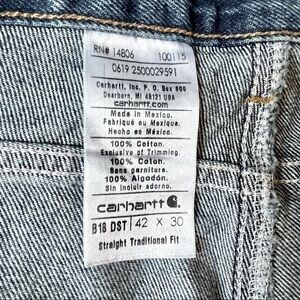 RN# 14806 100115
0619 2500029591
Carhartt, Inc. P. O. Box 600
Dearborn, MI 48121 USA
carhartt.com
Made in Mexico.
Fabriqué au Mexique.
Hecho en México.
100% Cotton.
Exclusive of Trimming.
100% Coton.
Sans garniture.
100% Algodón.
Sin incluir adorno.
carhartt
B18 DST 42 X 30
Straight Traditional Fit